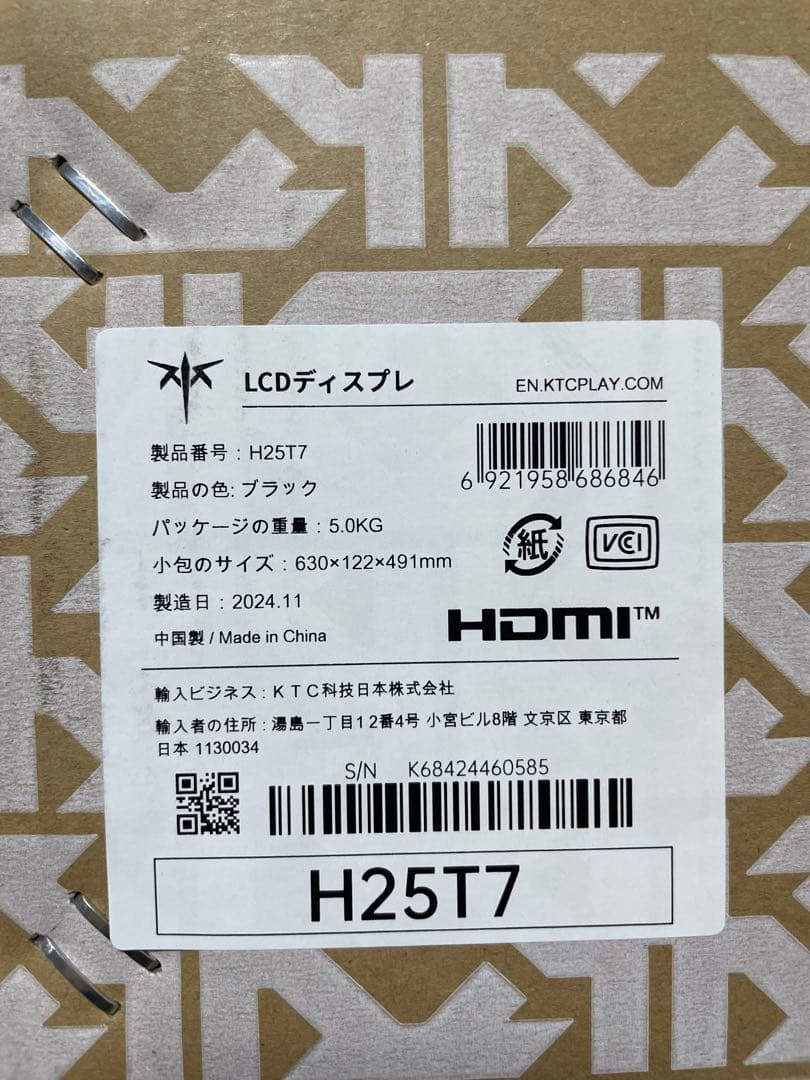 LCDディスプレ
EN.KTCPLAY.COM
製品番号：H25T7
製品の色: ブラック
パッケージの重量：5.0KG
小包のサイズ：630×122×491mm
製造日：2024.11
中国製 / Made in China
6 921958 686846
紙
VCCI
HDMI™
輸入ビジネス：ＫＴＣ科技日本株式会社
輸入者の住所：湯島一丁目1２番4号 小宮ビル8階 文京区 東京都
日本 1130034
S/N K68424460585
H25T7